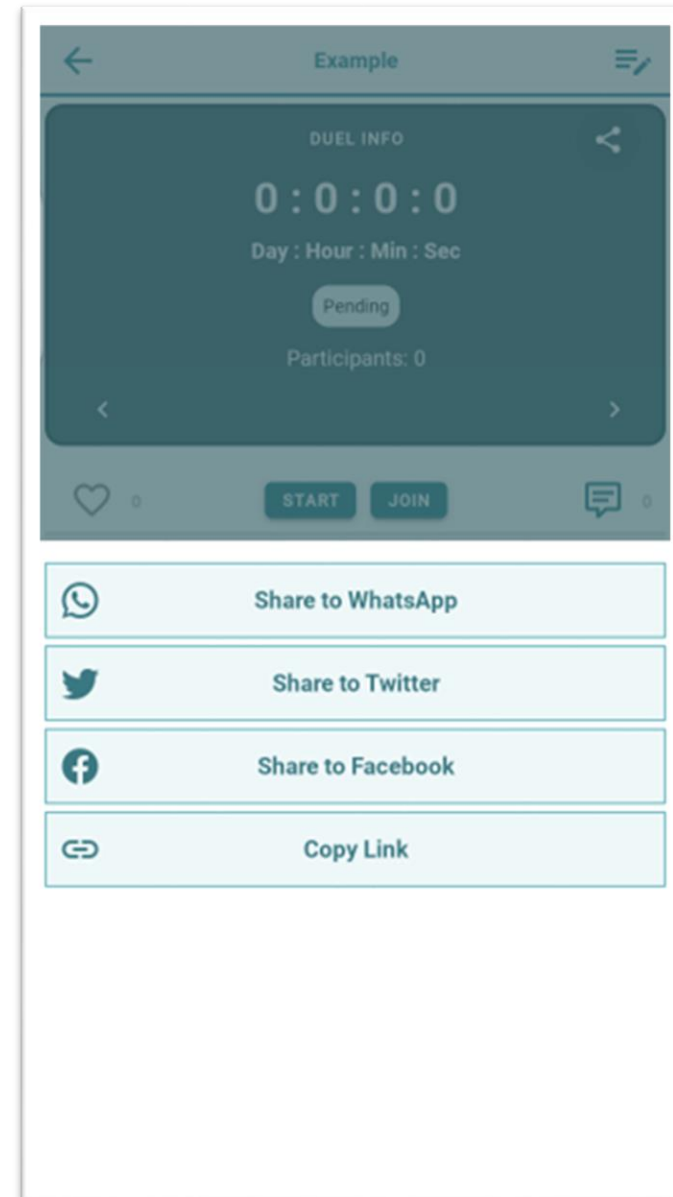 Example
DUEL INFO
0 : 0 : 0 : 0
Day : Hour : Min : Sec
Pending
Participants: 0
0 START JOIN 0
Share to WhatsApp
Share to Twitter
Share to Facebook
Copy Link